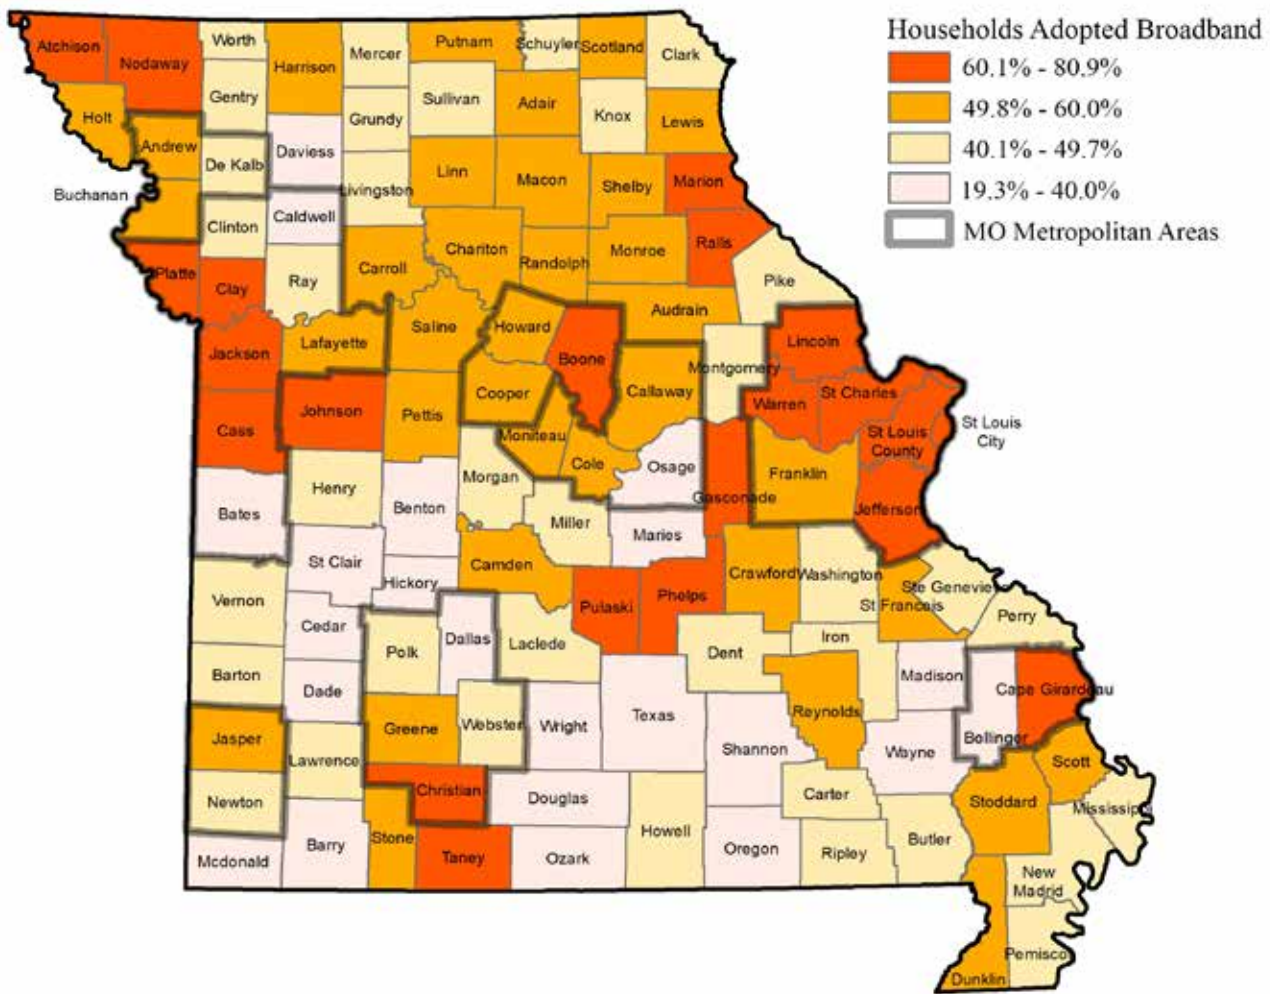 Households Adopted Broadband
60.1% - 80.9%
49.8% - 60.0%
40.1% - 49.7%
19.3% - 40.0%
MO Metropolitan Areas
Atchison
Nodaway
Worth
Harrison
Mercer
Putnam
Schuyler
Scotland
Clark
Holt
Andrew
Gentry
De Kalb
Daviess
Grundy
Sullivan
Adair
Knox
Lewis
Buchanan
Clinton
Caldwell
Livingston
Linn
Macon
Shelby
Marion
Platte
Clay
Ray
Carroll
Chariton
Randolph
Monroe
Ralls
Pike
Jackson
Lafayette
Saline
Howard
Boone
Audrain
Callaway
Montgomery
Lincoln
Warren
St Charles
St Louis
County
St Louis
City
Cass
Johnson
Pettis
Cooper
Moniteau
Cole
Osage
Gasconade
Franklin
Jefferson
Bates
Henry
Benton
Morgan
Miller
Maries
Vernon
St Clair
Hickory
Camden
Pulaski
Phelps
Crawford
Washington
St Francois
Ste Genevieve
Perry
Barton
Cedar
Dade
Polk
Dallas
Laclede
Dent
Iron
Madison
Cape Girardeau
Bollinger
Jasper
Lawrence
Greene
Webster
Wright
Texas
Shannon
Reynolds
Wayne
Scott
Newton
Christian
Douglas
Howell
Carter
Butler
Stoddard
Mississippi
Mcdonald
Barry
Stone
Taney
Ozark
Oregon
Ripley
New
Madrid
Pemiscot
Dunklin